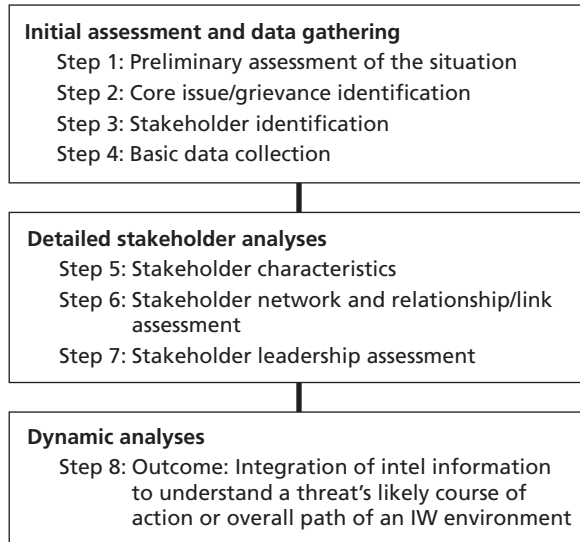 Initial assessment and data gathering
Step 1: Preliminary assessment of the situation
Step 2: Core issue/grievance identification
Step 3: Stakeholder identification
Step 4: Basic data collection
Detailed stakeholder analyses
Step 5: Stakeholder characteristics
Step 6: Stakeholder network and relationship/link
assessment
Step 7: Stakeholder leadership assessment
Dynamic analyses
Step 8: Outcome: Integration of intel information
to understand a threat's likely course of
action or overall path of an IW environment